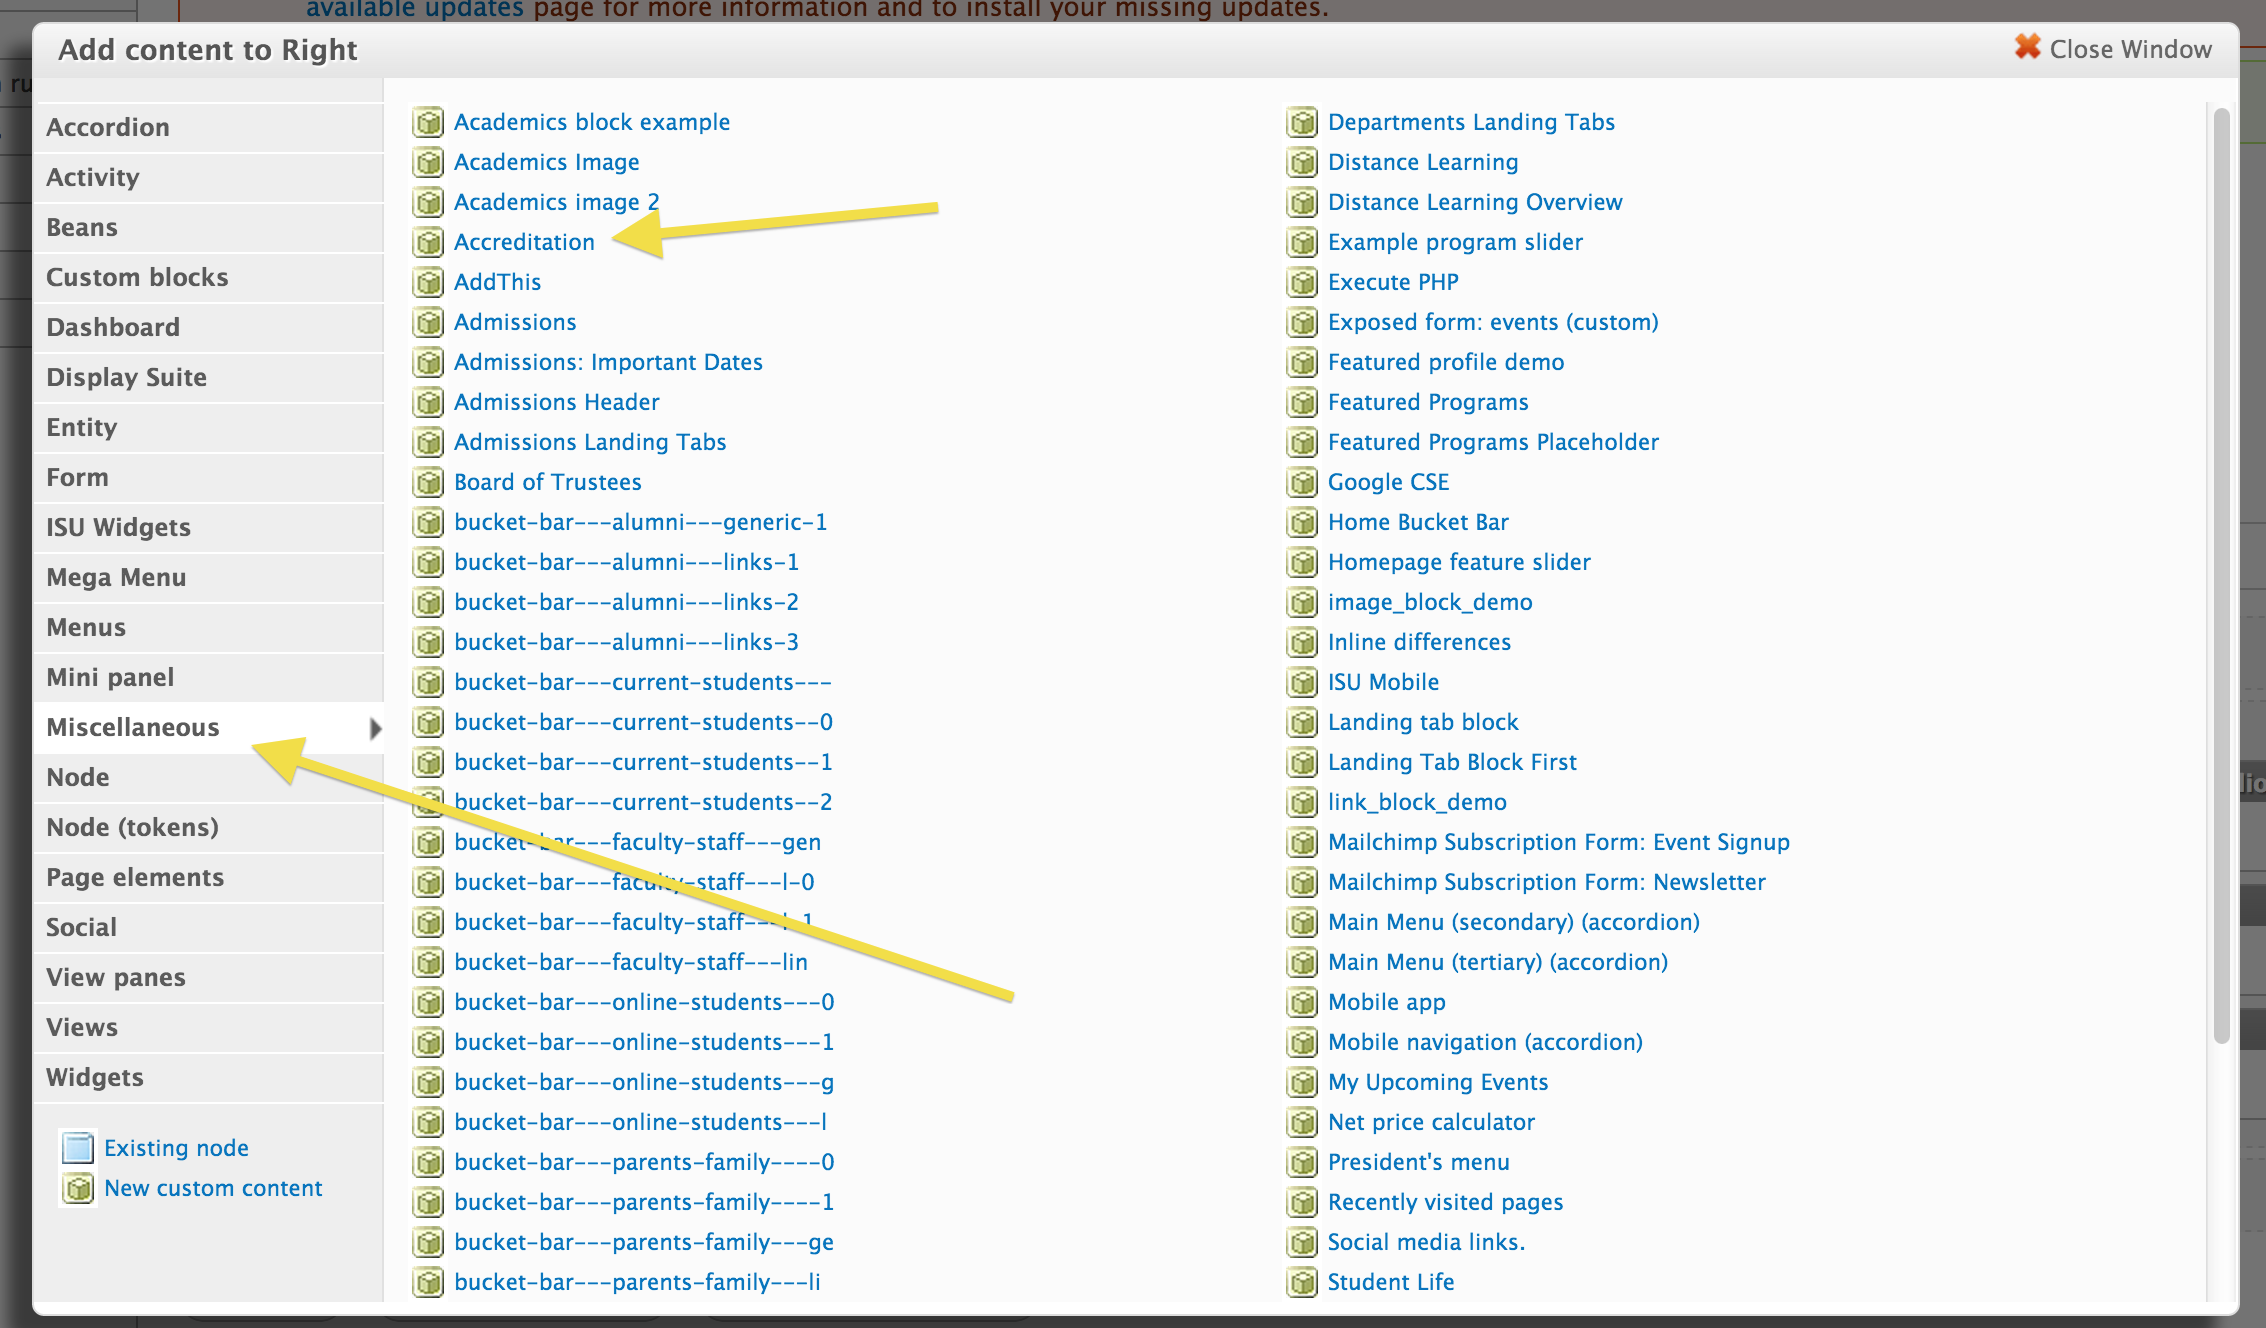 available updates page for more information and to install your missing updates.
Add content to Right
Close Window
Accordion
Activity
Beans
Custom blocks
Dashboard
Display Suite
Entity
Form
ISU Widgets
Mega Menu
Menus
Mini panel
Miscellaneous
Node
Node (tokens)
Page elements
Social
View panes
Views
Widgets
Existing node
New custom content
Academics block example
Academics Image
Academics image 2
Accreditation
AddThis
Admissions
Admissions: Important Dates
Admissions Header
Admissions Landing Tabs
Board of Trustees
bucket-bar---alumni---generic-1
bucket-bar---alumni---links-1
bucket-bar---alumni---links-2
bucket-bar---alumni---links-3
bucket-bar---current-students---
bucket-bar---current-students--0
bucket-bar---current-students--1
bucket-bar---current-students--2
bucket-bar---faculty-staff---gen
bucket-bar---faculty-staff---l-0
bucket-bar---faculty-staff---l-1
bucket-bar---faculty-staff---lin
bucket-bar---online-students---0
bucket-bar---online-students---1
bucket-bar---online-students---g
bucket-bar---online-students---l
bucket-bar---parents-family----0
bucket-bar---parents-family----1
bucket-bar---parents-family---ge
bucket-bar---parents-family---li
Departments Landing Tabs
Distance Learning
Distance Learning Overview
Example program slider
Execute PHP
Exposed form: events (custom)
Featured profile demo
Featured Programs
Featured Programs Placeholder
Google CSE
Home Bucket Bar
Homepage feature slider
image_block_demo
Inline differences
ISU Mobile
Landing tab block
Landing Tab Block First
link_block_demo
Mailchimp Subscription Form: Event Signup
Mailchimp Subscription Form: Newsletter
Main Menu (secondary) (accordion)
Main Menu (tertiary) (accordion)
Mobile app
Mobile navigation (accordion)
My Upcoming Events
Net price calculator
President's menu
Recently visited pages
Social media links.
Student Life